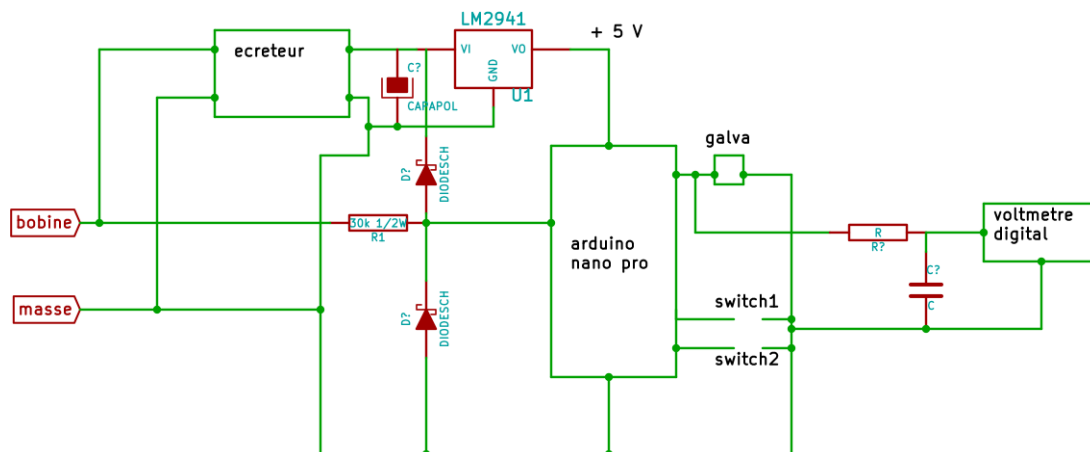 LM2941
+ 5 V
ecreteur
VI
VO
GND
C?
U1
CAPAPOL
galva
D?
DIODESCH
bobine
30k 1/2W
R1
arduino
nano pro
R
R?
voltmetre
digital
C?
C
masse
D?
DIODESCH
switch1
switch2